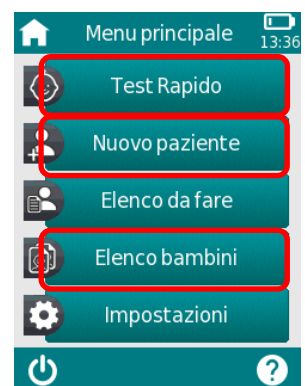 Menu principale
13:36
Test Rapido
Nuovo paziente
Elenco da fare
Elenco bambini
Impostazioni
?